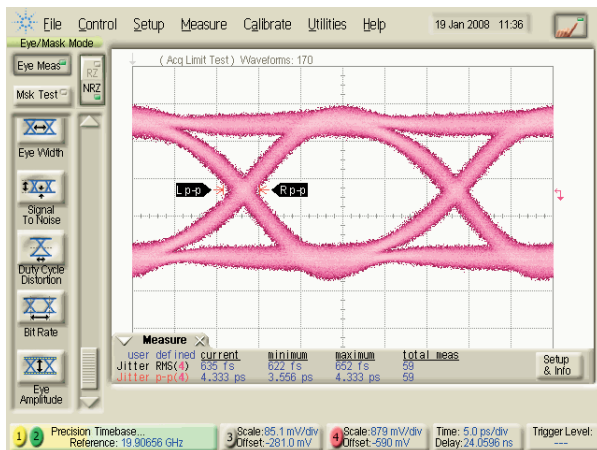 File Control Setup Measure Calibrate Utilities Help 19 Jan 2008 11:36
Eye/Mask Mode
Eye Meas
RZ
Msk Test
NRZ
(Acq Limit Test) Waveforms: 170
Eye Width
L p-p R p-p
Signal
To Noise
Duty Cycle
Distortion
Bit Rate
Eye
Amplitude
Measure
user defined current minimum maximum total meas
Jitter RMS(4) 635 fs 622 fs 652 fs 59
Jitter p-p(4) 4.333 ps 3.556 ps 4.333 ps 59
Setup
& Info
1 2 Precision Timebase...
Reference: 19.90656 GHz
3 Scale:85.1 mV/div
Offset:-281.0 mV
4 Scale:879 mV/div
Offset:-590 mV
Time: 5.0 ps/div
Delay:24.0596 ns
Trigger Level:
---